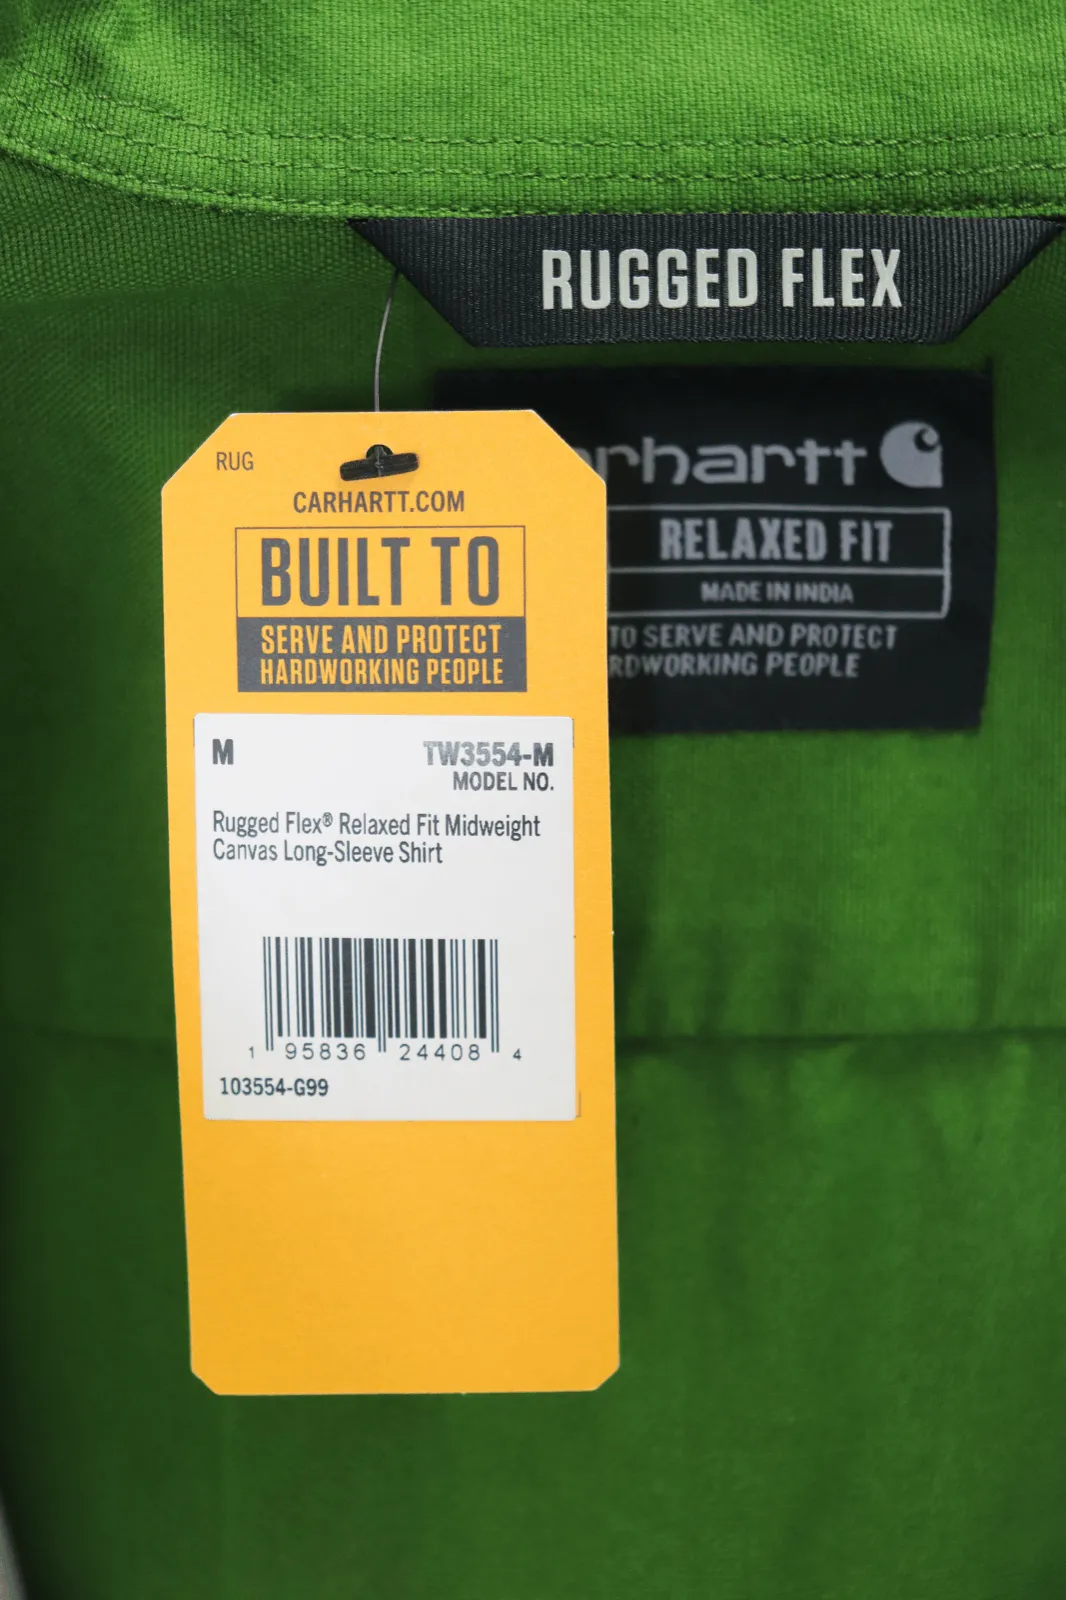 RUGGED FLEX
rhartt
RELAXED FIT
MADE IN INDIA
TO SERVE AND PROTECT
RDWORKING PEOPLE
RUG
CARHARTT.COM
BUILT TO
SERVE AND PROTECT
HARDWORKING PEOPLE
M TW3554-M
MODEL NO.
Rugged Flex® Relaxed Fit Midweight
Canvas Long-Sleeve Shirt
1 95836 24408 4
103554-G99